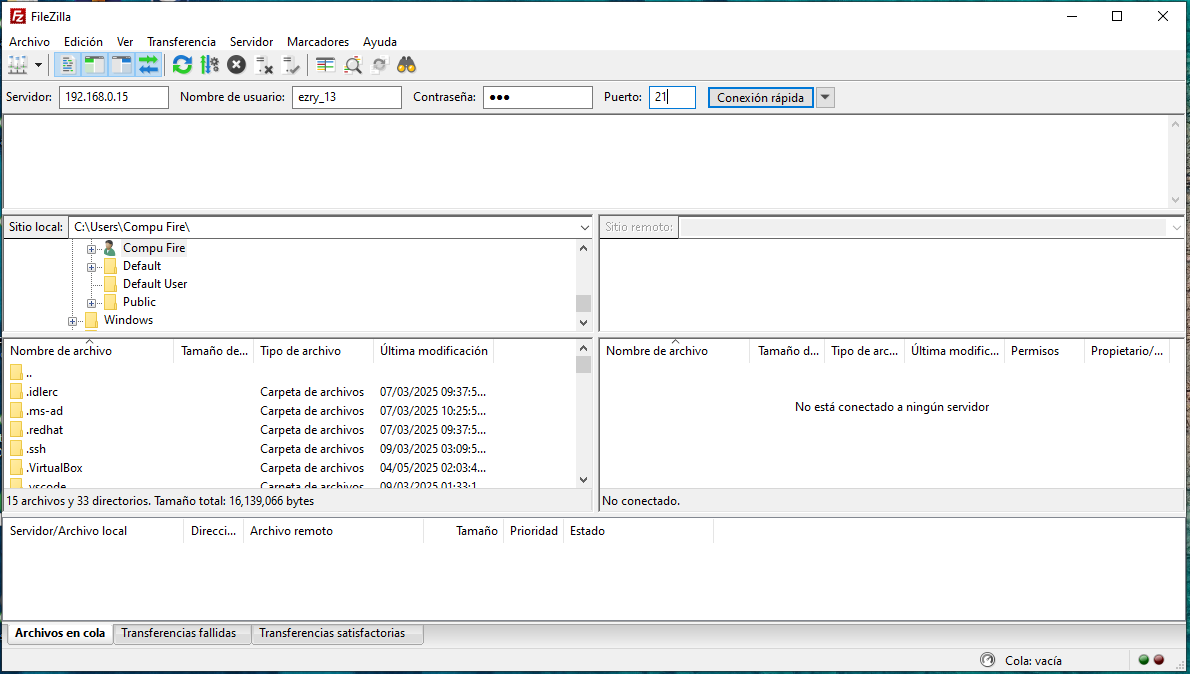 FileZilla
Archivo Edición Ver Transferencia Servidor Marcadores Ayuda
Servidor: 192.168.0.15 Nombre de usuario: ezry_13 Contraseña: ●●● Puerto: 21 Conexión rápida
Sitio local: C:\Users\Compu Fire\
Sitio remoto:
Compu Fire
Default
Default User
Public
Windows
Nombre de archivo Tamaño de... Tipo de archivo Última modificación
..
.idlerc Carpeta de archivos 07/03/2025 09:37:5...
.ms-ad Carpeta de archivos 07/03/2025 10:25:5...
.redhat Carpeta de archivos 07/03/2025 09:37:5...
.ssh Carpeta de archivos 09/03/2025 03:09:5...
.VirtualBox Carpeta de archivos 04/05/2025 02:03:4...
.vscode Carpeta de archivos 09/03/2025 01:33:1...
15 archivos y 33 directorios. Tamaño total: 16,139,066 bytes
Nombre de archivo Tamaño d... Tipo de arc... Última modific... Permisos Propietario/...
No está conectado a ningún servidor
No conectado.
Servidor/Archivo local Direcci... Archivo remoto Tamaño Prioridad Estado
Archivos en cola Transferencias fallidas Transferencias satisfactorias
Cola: vacía